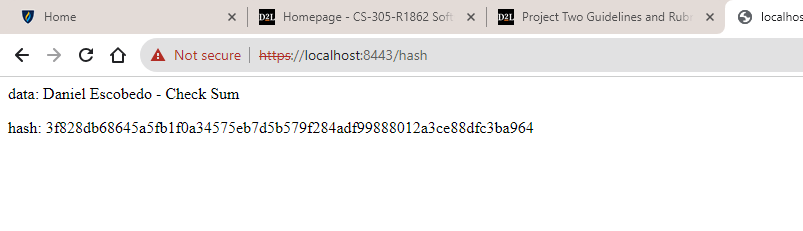 Home
Homepage - CS-305-R1862 Soft
Project Two Guidelines and Rubr
localhos
Not secure | https://localhost:8443/hash
data: Daniel Escobedo - Check Sum
hash: 3f828db68645a5fb1f0a34575eb7d5b579f284adf99888012a3ce88dfc3ba964